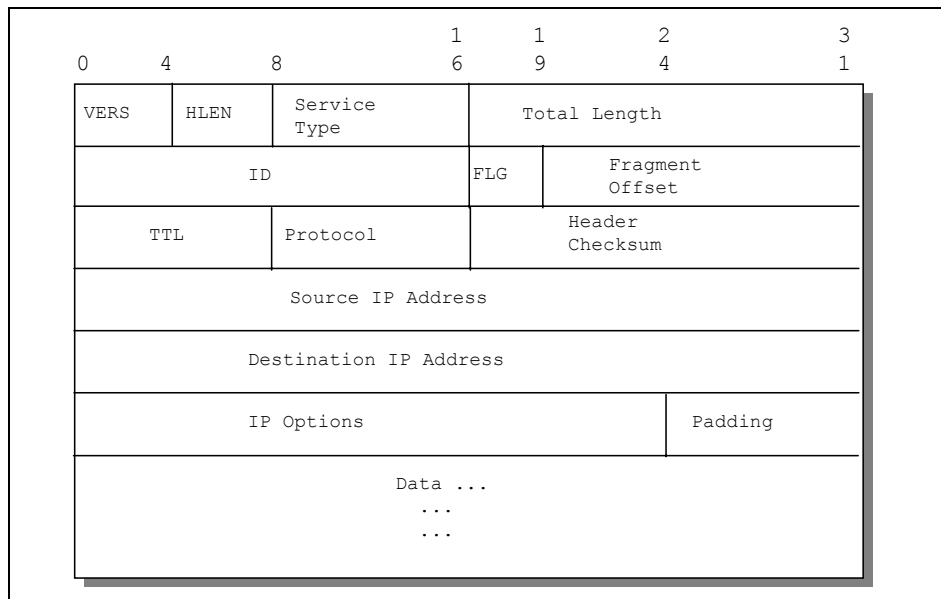 1 1 2 3
0 4 8 6 9 4 1
VERS HLEN Service Type Total Length
ID FLG Fragment Offset
TTL Protocol Header Checksum
Source IP Address
Destination IP Address
IP Options Padding
Data ...
...
...